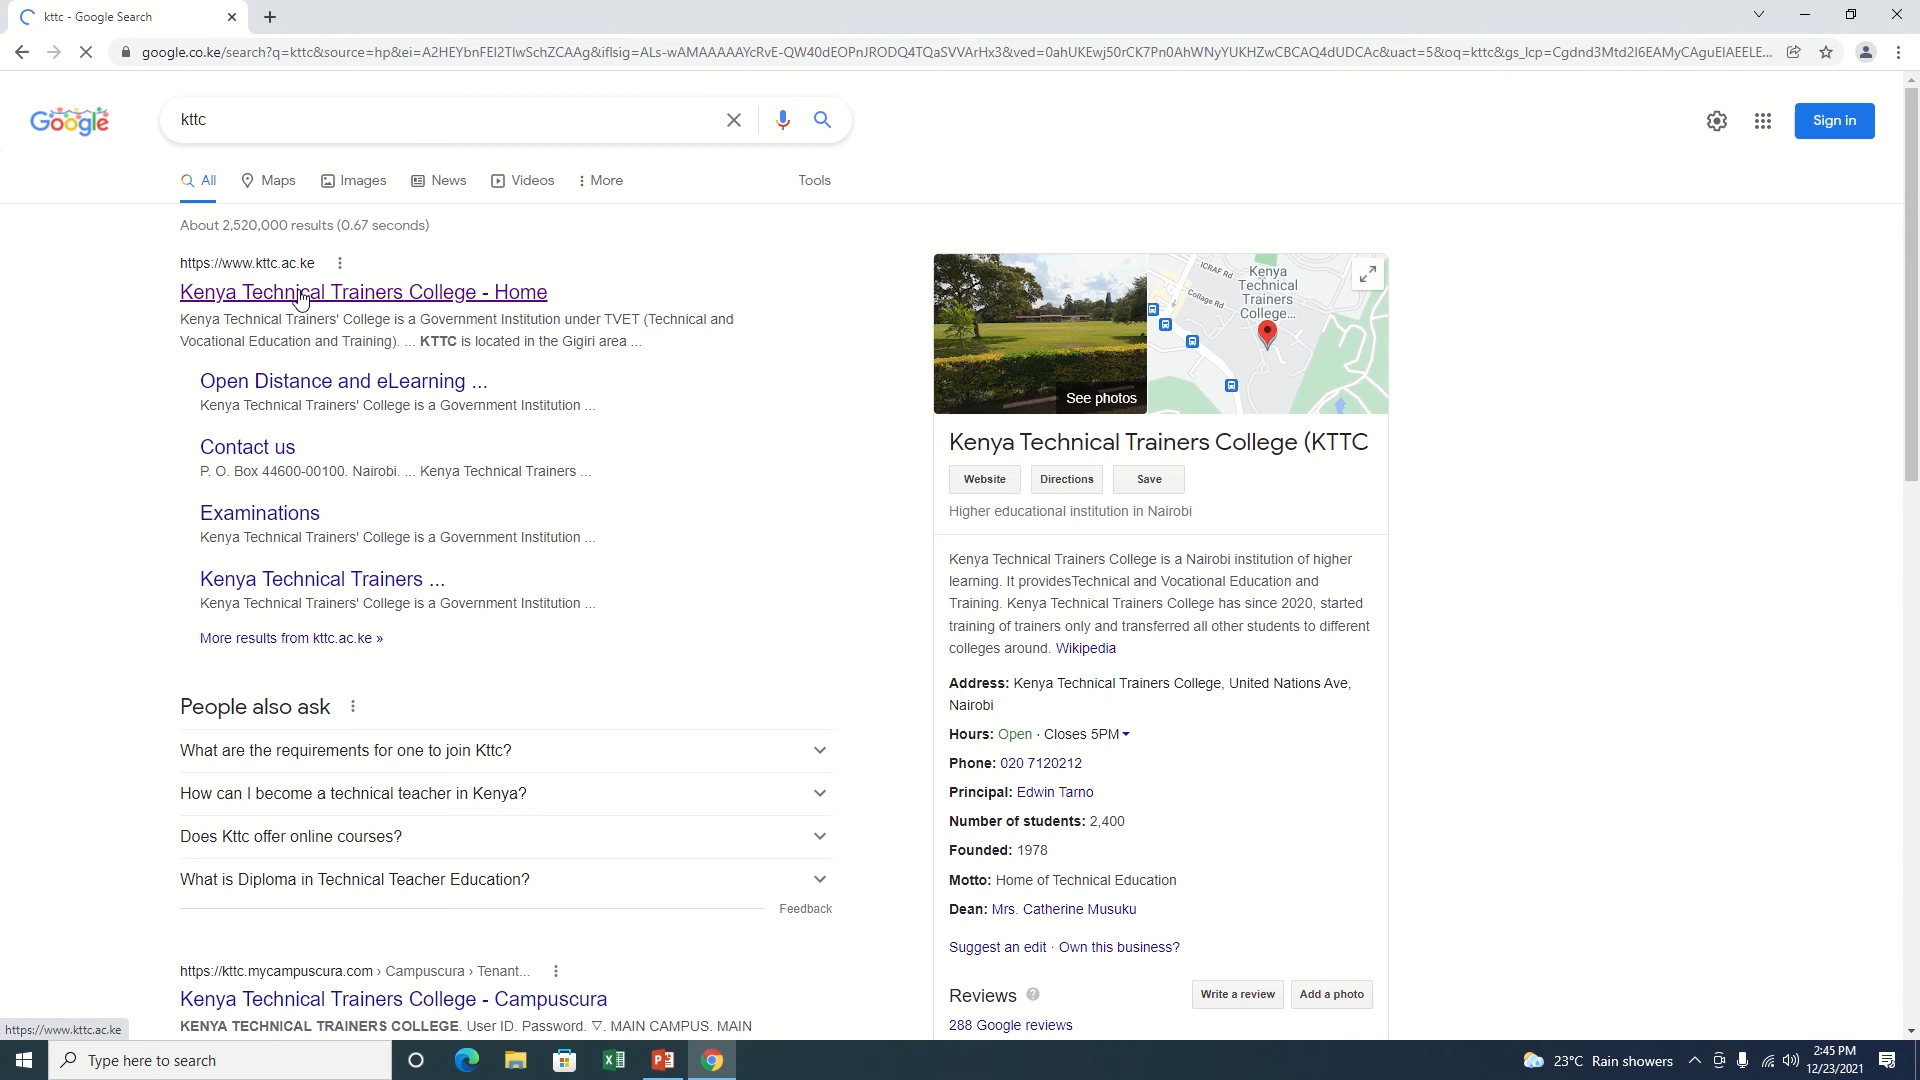 kttc - Google Search
google.co.ke/search?q=kttc&source=hp&ei=A2HEYbnFEI2TlwSchZCAAg&iflsig=ALs-wAMAAAAAYcRvE-QW40dEOPnJRODQ4TQaSVVArHx3&ved=0ahUKEwj50rCK7Pn0AhWNyYUKHZwCBCAQ4dUDCAc&uact=5&oq=kttc&gs_lcp=Cgdnd3Mtd2l6EAMyCAguEIAEELE...
Google
kttc
Sign in
All
Maps
Images
News
Videos
More
Tools
About 2,520,000 results (0.67 seconds)
https://www.kttc.ac.ke
Kenya Technical Trainers College - Home
Kenya Technical Trainers' College is a Government Institution under TVET (Technical and
Vocational Education and Training). ... KTTC is located in the Gigiri area ...
Open Distance and eLearning ...
Kenya Technical Trainers' College is a Government Institution ...
Contact us
P. O. Box 44600-00100. Nairobi. ... Kenya Technical Trainers ...
Examinations
Kenya Technical Trainers' College is a Government Institution ...
Kenya Technical Trainers ...
Kenya Technical Trainers' College is a Government Institution ...
More results from kttc.ac.ke »
People also ask
What are the requirements for one to join Kttc?
How can I become a technical teacher in Kenya?
Does Kttc offer online courses?
What is Diploma in Technical Teacher Education?
Feedback
https://kttc.mycampuscura.com › Campuscura › Tenant...
Kenya Technical Trainers College - Campuscura
KENYA TECHNICAL TRAINERS COLLEGE. User ID. Password. ▽. MAIN CAMPUS. MAIN
See photos
ICRAF Rd
Collage Rd
Kenya
Technical
Trainers
College...
Kenya Technical Trainers College (KTTC
Website
Directions
Save
Higher educational institution in Nairobi
Kenya Technical Trainers College is a Nairobi institution of higher
learning. It providesTechnical and Vocational Education and
Training. Kenya Technical Trainers College has since 2020, started
training of trainers only and transferred all other students to different
colleges around. Wikipedia
Address: Kenya Technical Trainers College, United Nations Ave,
Nairobi
Hours: Open · Closes 5PM
Phone: 020 7120212
Principal: Edwin Tarno
Number of students: 2,400
Founded: 1978
Motto: Home of Technical Education
Dean: Mrs. Catherine Musuku
Suggest an edit · Own this business?
Reviews
Write a review
Add a photo
288 Google reviews
https://www.kttc.ac.ke
Type here to search
23°C Rain showers
2:45 PM
12/23/2021